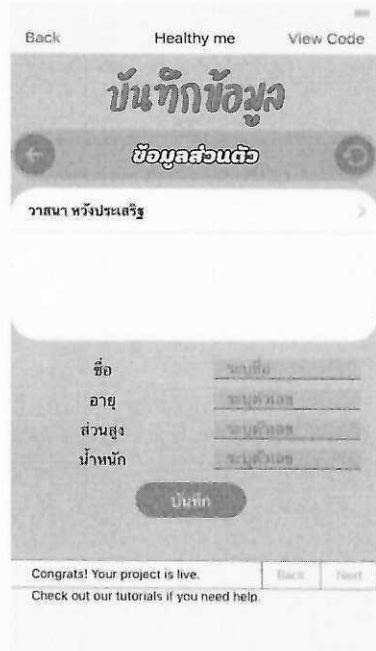 Back Healthy me View Code
บันทึกข้อมูล
ข้อมูลส่วนตัว
วาสนา หวังประเสริฐ
ชื่อ ระบุชื่อ
อายุ ระบุตัวเลข
ส่วนสูง ระบุตัวเลข
น้ำหนัก ระบุตัวเลข
บันทึก
Congrats! Your project is live. Back Next
Check out our tutorials if you need help.